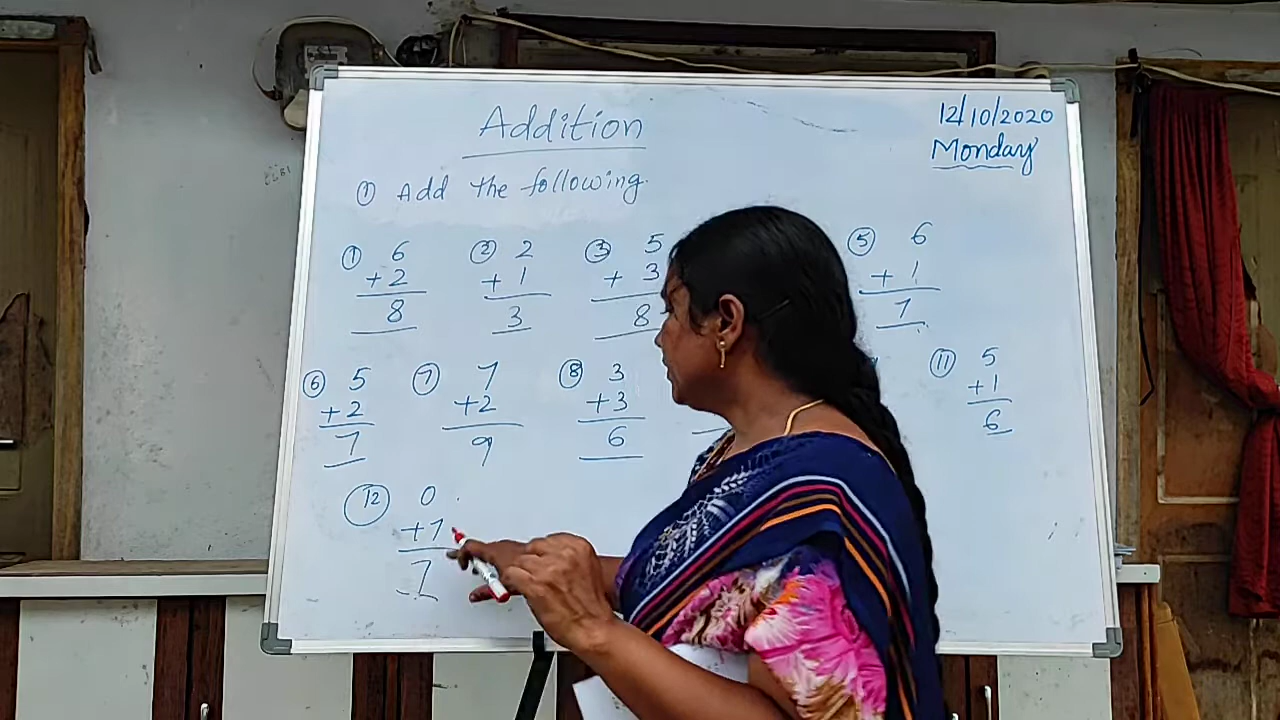 Addition
12/10/2020
Monday
① Add the following.
① 6 ② 2 ③ 5 ⑤ 6
+2 +1 +3 +1
8 3 8 7
⑥ 5 ⑦ 7 ⑧ 3 ⑪ 5
+2 +2 +3 +1
7 9 6 6
⑫ 0
+7
7